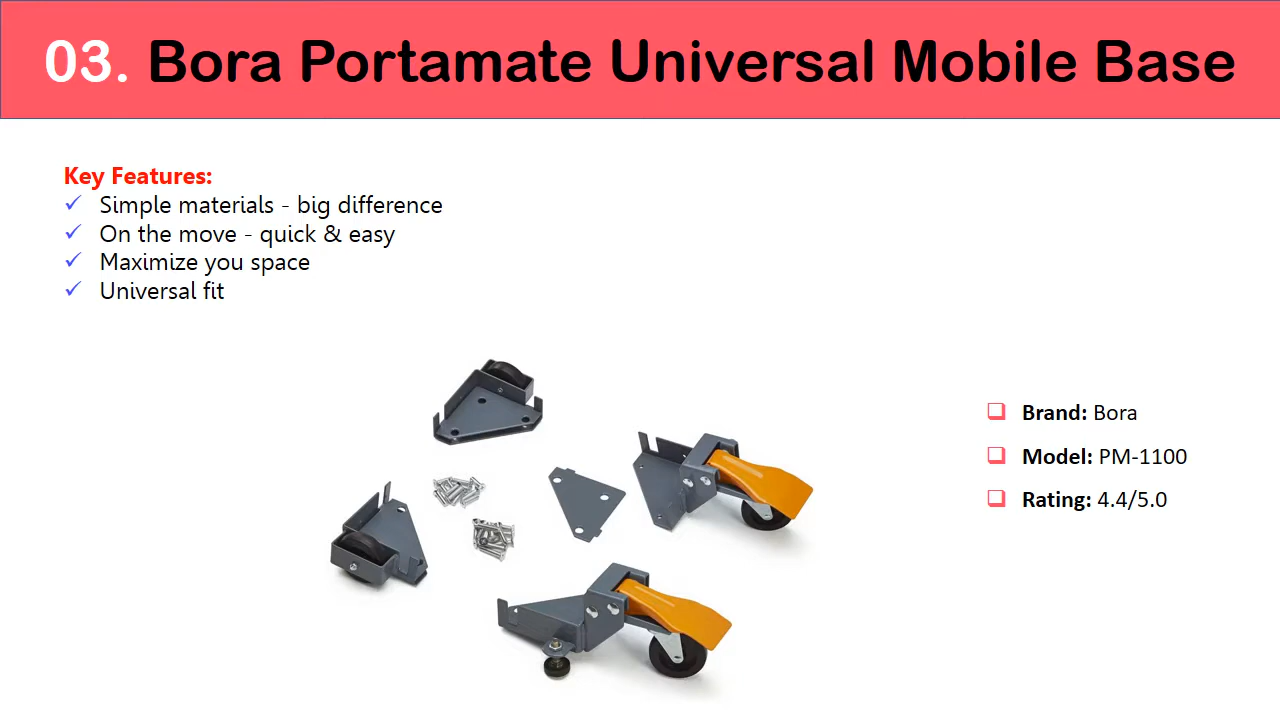 03. Bora Portamate Universal Mobile Base
Key Features:
✓ Simple materials - big difference
✓ On the move - quick & easy
✓ Maximize you space
✓ Universal fit
❑ Brand: Bora
❑ Model: PM-1100
❑ Rating: 4.4/5.0